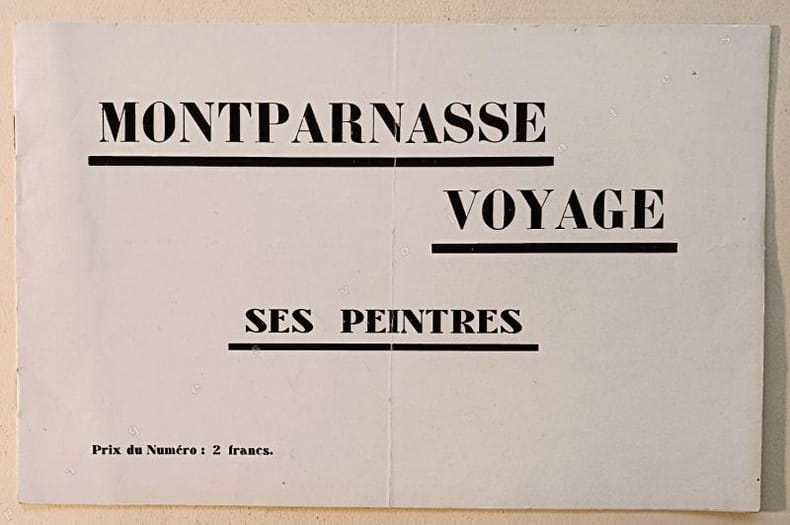 MONTPARNASSE
VOYAGE
SES PEINTRES
Prix du Numéro : 2 francs.